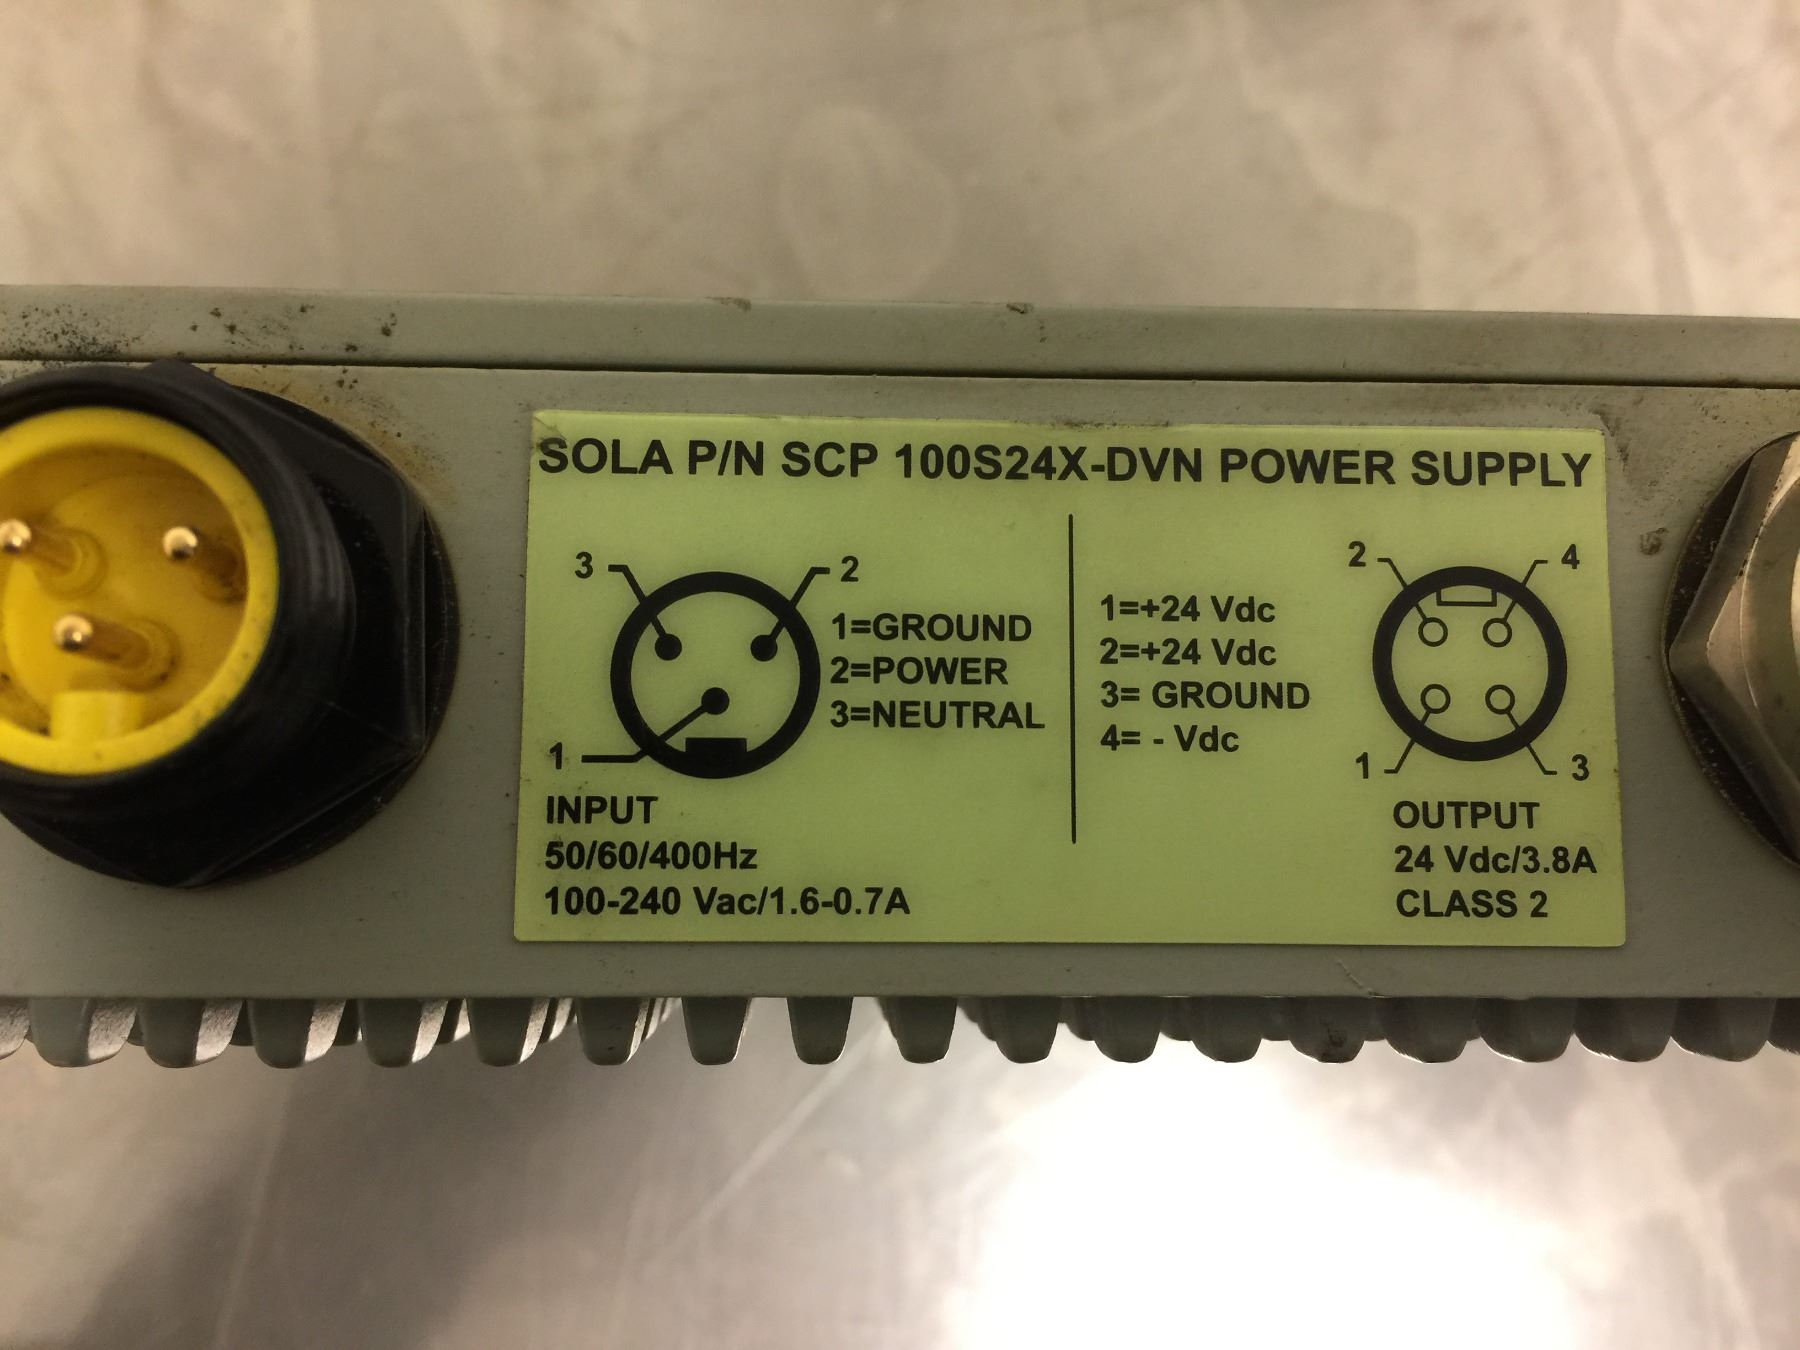 SOLA P/N SCP 100S24X-DVN POWER SUPPLY
3
2
1=GROUND
2=POWER
3=NEUTRAL
1
INPUT
50/60/400Hz
100-240 Vac/1.6-0.7A
1=+24 Vdc
2=+24 Vdc
3= GROUND
4= - Vdc
2
4
1
3
OUTPUT
24 Vdc/3.8A
CLASS 2